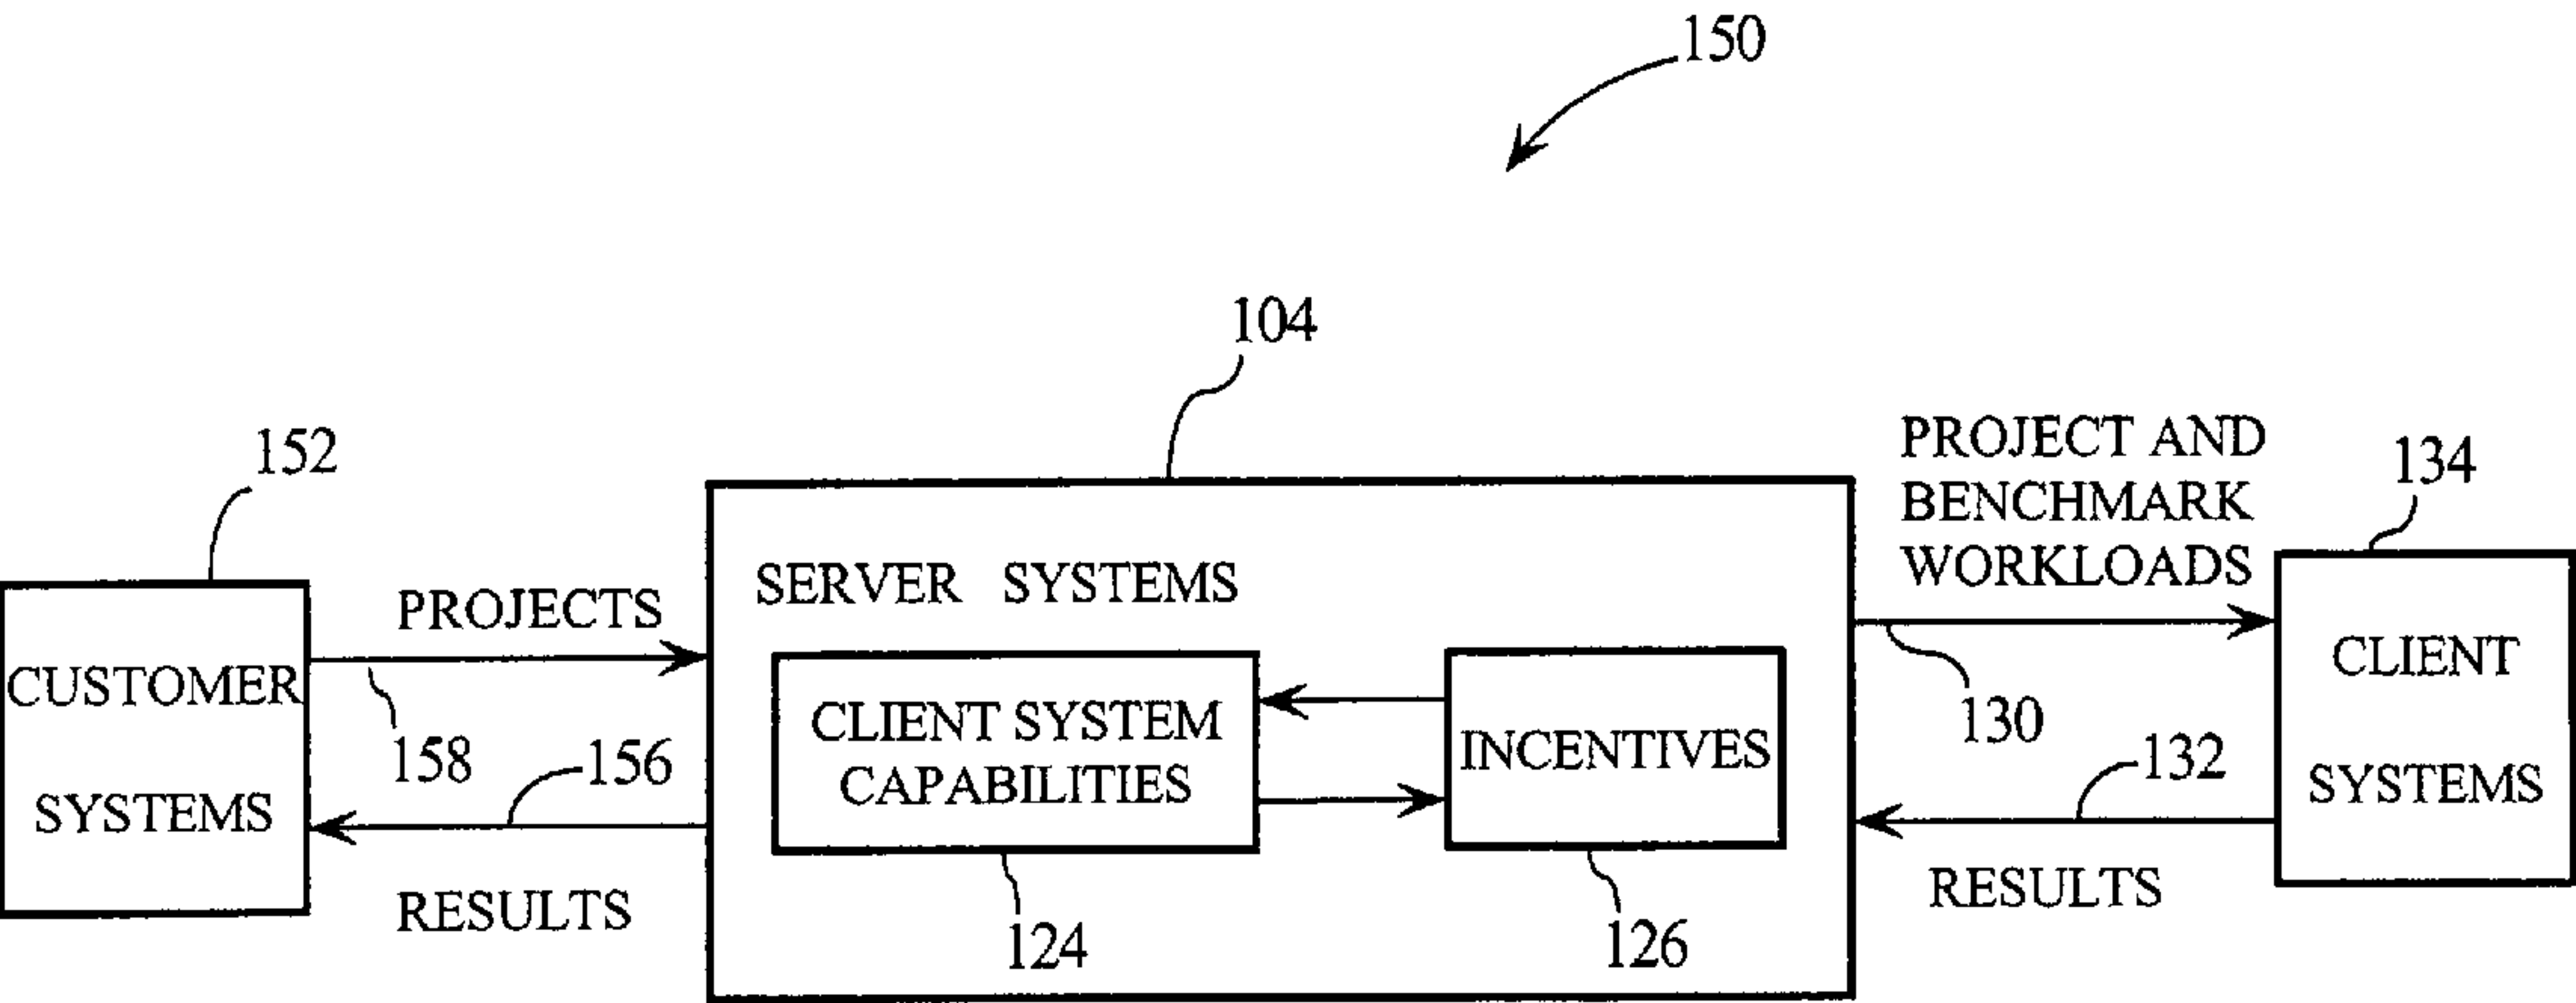 150
104
152
PROJECT AND
BENCHMARK
WORKLOADS
134
SERVER SYSTEMS
PROJECTS
CUSTOMER
SYSTEMS
158
156
RESULTS
CLIENT SYSTEM
CAPABILITIES
INCENTIVES
124
126
130
132
RESULTS
CLIENT
SYSTEMS